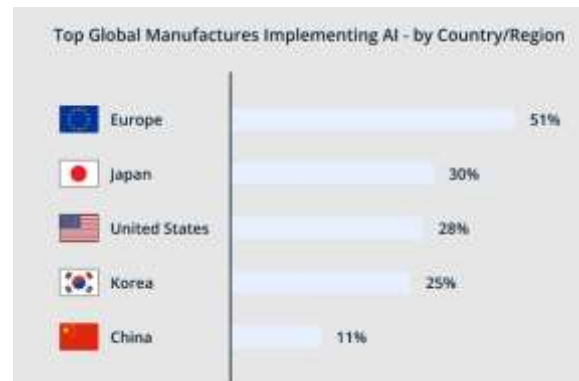 Top Global Manufactures Implementing AI - by Country/Region
Europe 51%
Japan 30%
United States 28%
Korea 25%
China 11%